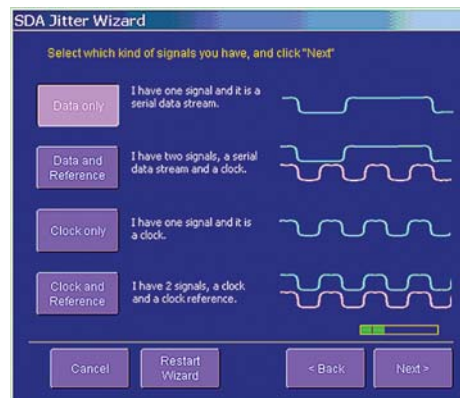 SDA Jitter Wizard
Select which kind of signals you have, and click "Next"
Data only
I have one signal and it is a
serial data stream.
Data and
Reference
I have two signals, a serial
data stream and a clock.
Clock only
I have one signal and it is
a clock.
Clock and
Reference
I have 2 signals, a clock
and a clock reference.
Cancel
Restart
Wizard
< Back
Next >